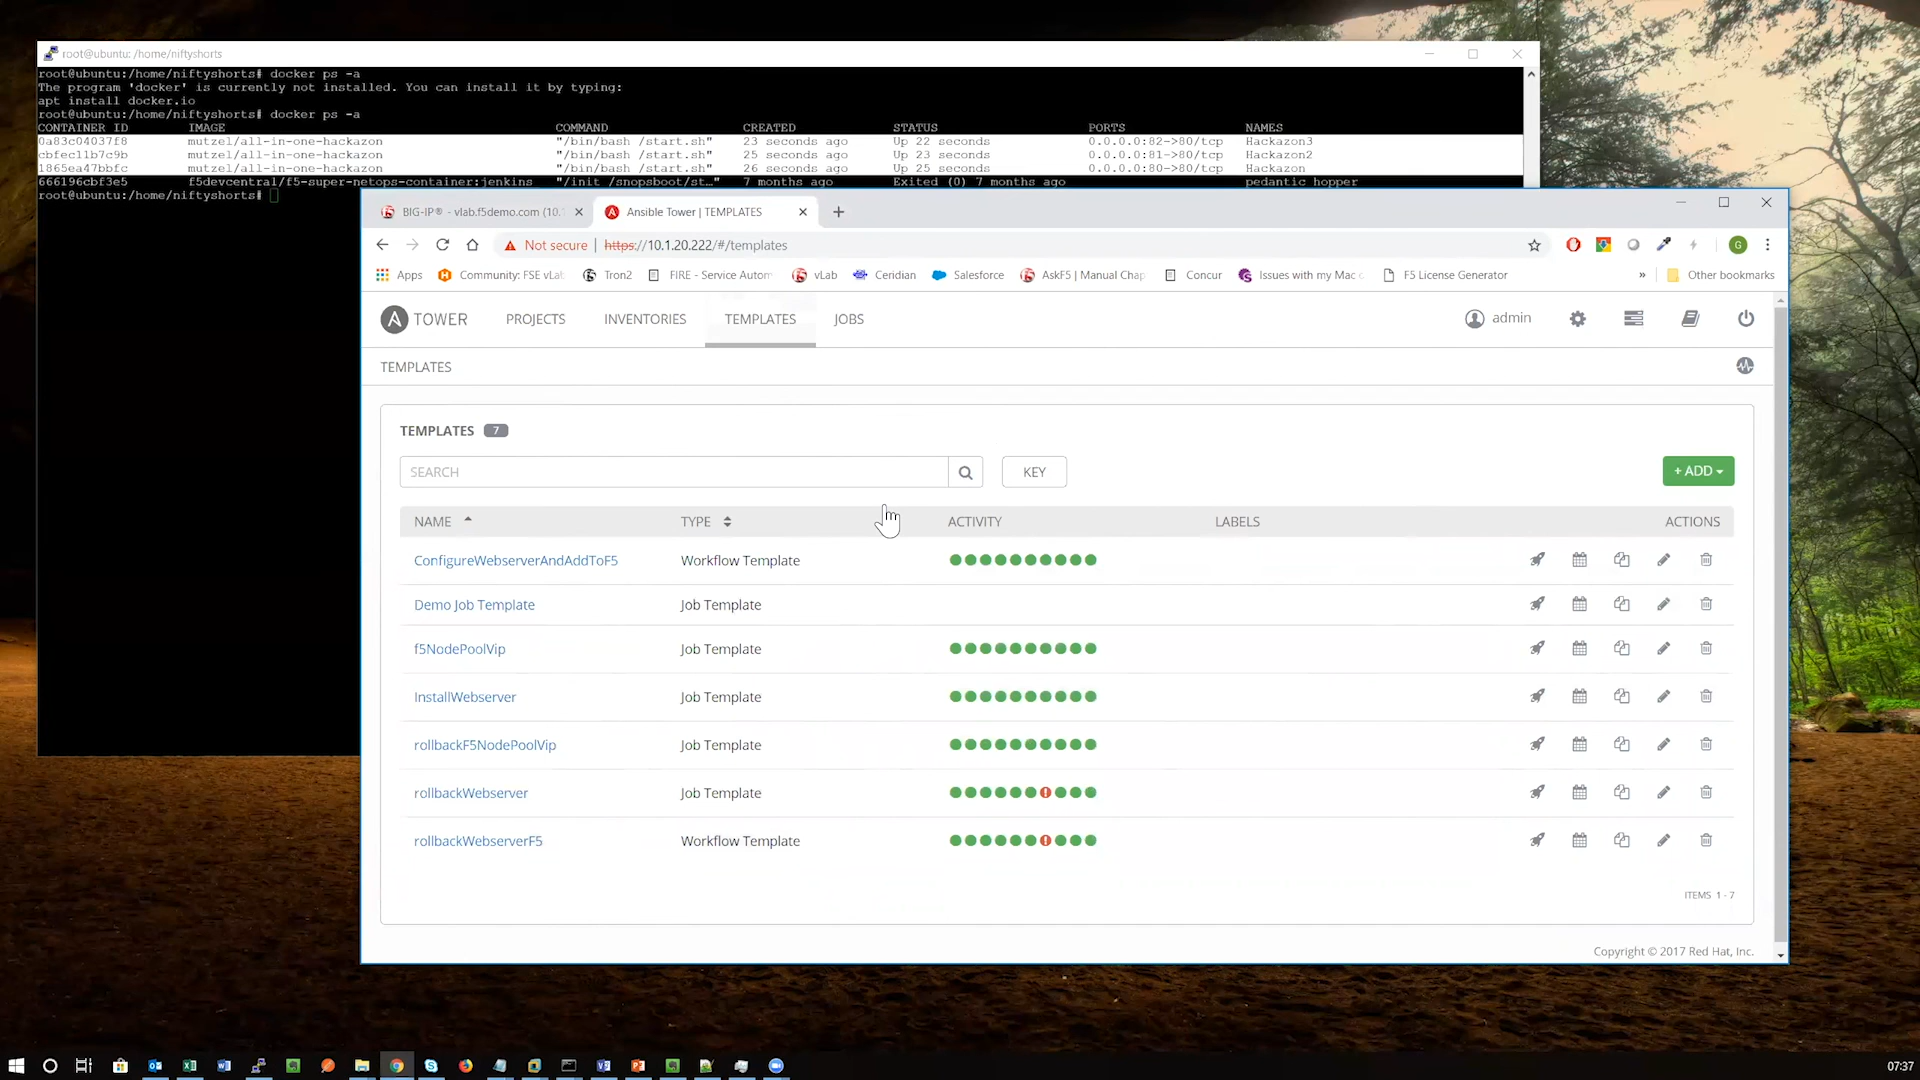 root@ubuntu: /home/niftyshorts
root@ubuntu:/home/niftyshorts# docker ps -a
The program 'docker' is currently not installed. You can install it by typing:
apt install docker.io
root@ubuntu:/home/niftyshorts# docker ps -a
CONTAINER ID IMAGE COMMAND CREATED STATUS PORTS NAMES
0a83c04037f8 mutzel/all-in-one-hackazon "/bin/bash /start.sh" 23 seconds ago Up 22 seconds 0.0.0.0:82->80/tcp Hackazon3
cbfec11b7c9b mutzel/all-in-one-hackazon "/bin/bash /start.sh" 25 seconds ago Up 23 seconds 0.0.0.0:81->80/tcp Hackazon2
1865ea47bbfc mutzel/all-in-one-hackazon "/bin/bash /start.sh" 26 seconds ago Up 25 seconds 0.0.0.0:80->80/tcp Hackazon
666196cbf3e5 f5devcentral/f5-super-netops-container:jenkins "/init /snopsboot/st…" 7 months ago Exited (0) 7 months ago pedantic hopper
root@ubuntu:/home/niftyshorts#
BIG-IP® - vlab.f5demo.com (10.
Ansible Tower | TEMPLATES
Not secure | https://10.1.20.222/#/templates
G
Apps Community: FSE vLa Tron2 FIRE - Service Autom vLab Ceridian Salesforce AskF5 | Manual Chap Concur Issues with my Mac F5 License Generator » Other bookmarks
A TOWER PROJECTS INVENTORIES TEMPLATES JOBS admin
TEMPLATES
TEMPLATES 7
SEARCH KEY + ADD
NAME TYPE ACTIVITY LABELS ACTIONS
ConfigureWebserverAndAddToF5 Workflow Template
Demo Job Template Job Template
f5NodePoolVip Job Template
InstallWebserver Job Template
rollbackF5NodePoolVip Job Template
rollbackWebserver Job Template
rollbackWebserverF5 Workflow Template
ITEMS 1 - 7
Copyright © 2017 Red Hat, Inc.
07:37